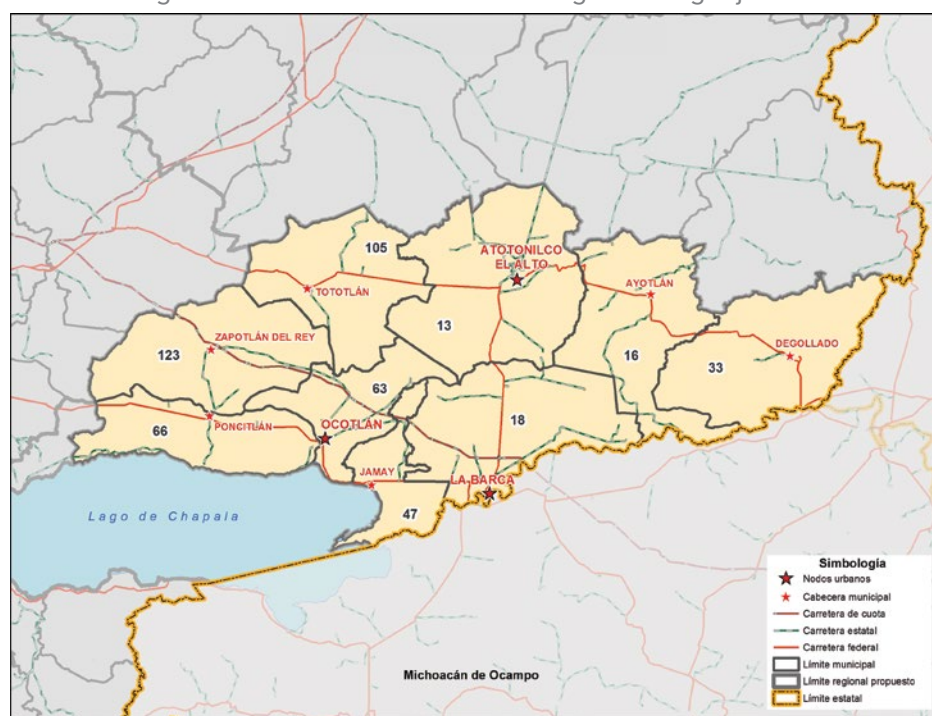 105
ATOTONILCO
EL ALTO
TOTOTLÁN
AYOTLÁN
13
ZAPOTLÁN DEL REY
123
16
DEGOLLADO
33
63
18
66
PONCITLÁN
OCOTLÁN
JAMAY
LA BARCA
47
Lago de Chapala
Michoacán de Ocampo
Simbología
Nodos urbanos
Cabecera municipal
Carretera de cuota
Carretera estatal
Carretera federal
Límite municipal
Límite regional propuesto
Límite estatal